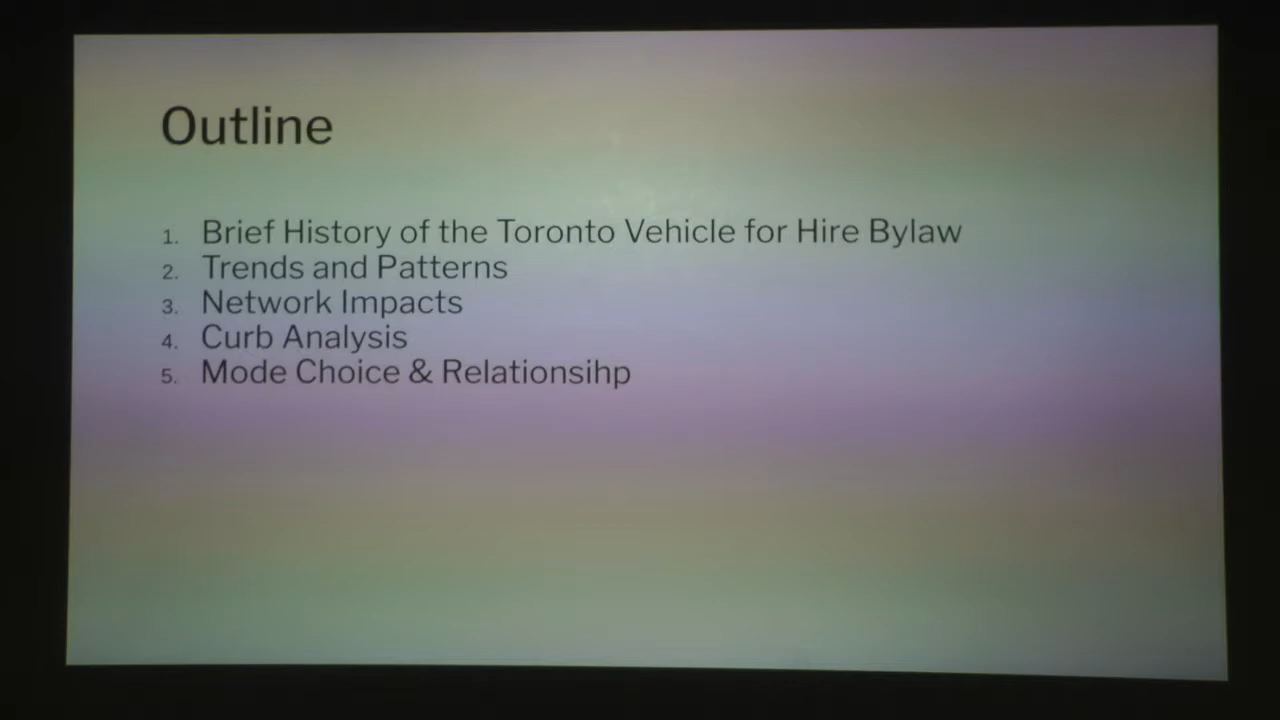 Outline
1. Brief History of the Toronto Vehicle for Hire Bylaw
2. Trends and Patterns
3. Network Impacts
4. Curb Analysis
5. Mode Choice & Relationsihp